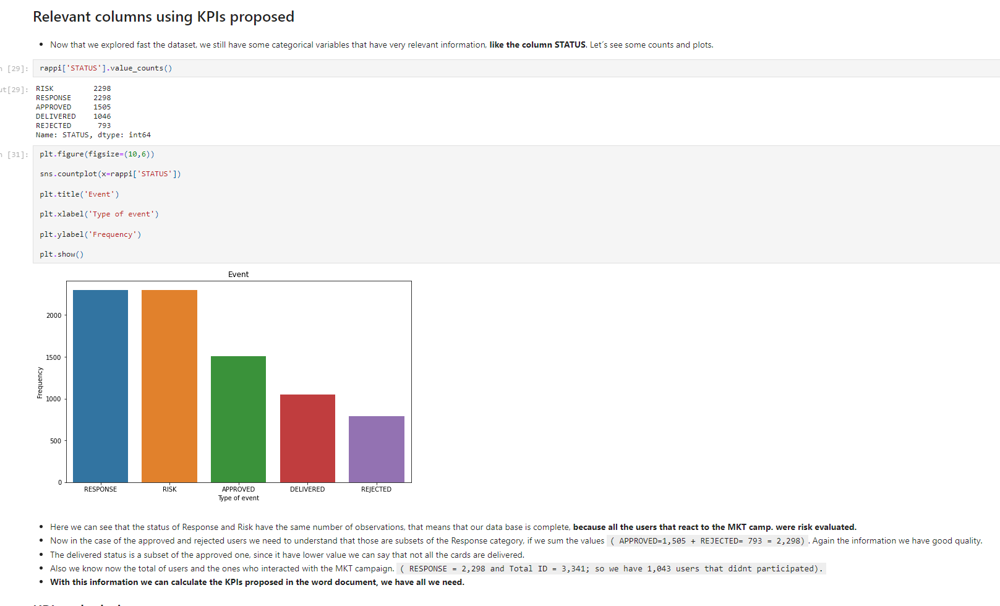 Relevant columns using KPIs proposed
• Now that we explored fast the dataset, we still have some categorical variables that have very relevant information, like the column STATUS. Let´s see some counts and plots.
[29]: rappi['STATUS'].value_counts()
ut[29]: RISK 2298
RESPONSE 2298
APPROVED 1505
DELIVERED 1046
REJECTED 793
Name: STATUS, dtype: int64
[31]: plt.figure(figsize=(10,6))
sns.countplot(x=rappi['STATUS'])
plt.title('Event')
plt.xlabel('Type of event')
plt.ylabel('Frequency')
plt.show()
Event
Frequency
2000
1500
1000
500
0
RESPONSE RISK APPROVED DELIVERED REJECTED
Type of event
• Here we can see that the status of Response and Risk have the same number of observations, that means that our data base is complete, because all the users that react to the MKT camp. were risk evaluated.
• Now in the case of the approved and rejected users we need to understand that those are subsets of the Response category, if we sum the values ( APPROVED=1,505 + REJECTED= 793 = 2,298) . Again the information we have good quality.
• The delivered status is a subset of the approved one, since it have lower value we can say that not all the cards are delivered.
• Also we know now the total of users and the ones who interacted with the MKT campaign. ( RESPONSE = 2,298 and Total ID = 3,341; so we have 1,043 users that didnt participated).
• With this information we can calculate the KPIs proposed in the word document, we have all we need.